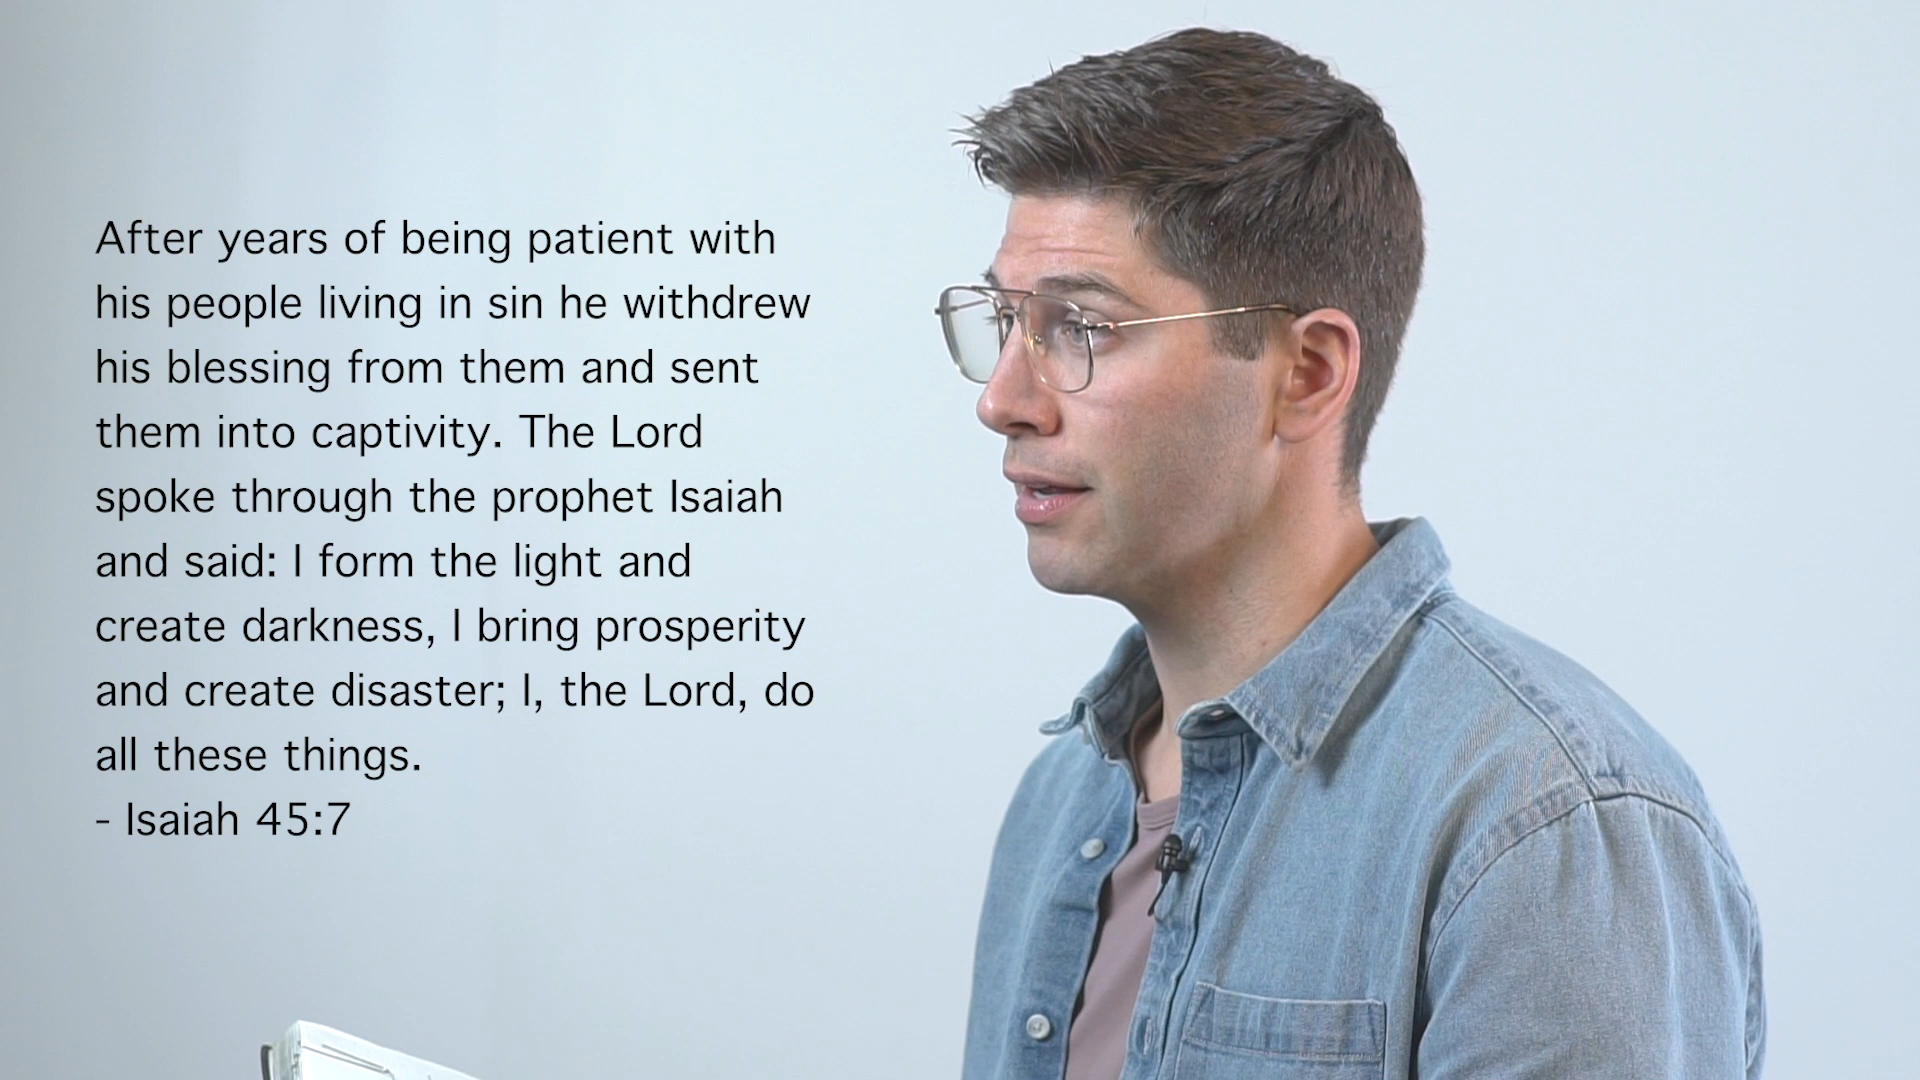 After years of being patient with
his people living in sin he withdrew
his blessing from them and sent
them into captivity. The Lord
spoke through the prophet Isaiah
and said: I form the light and
create darkness, I bring prosperity
and create disaster; I, the Lord, do
all these things.
- Isaiah 45:7